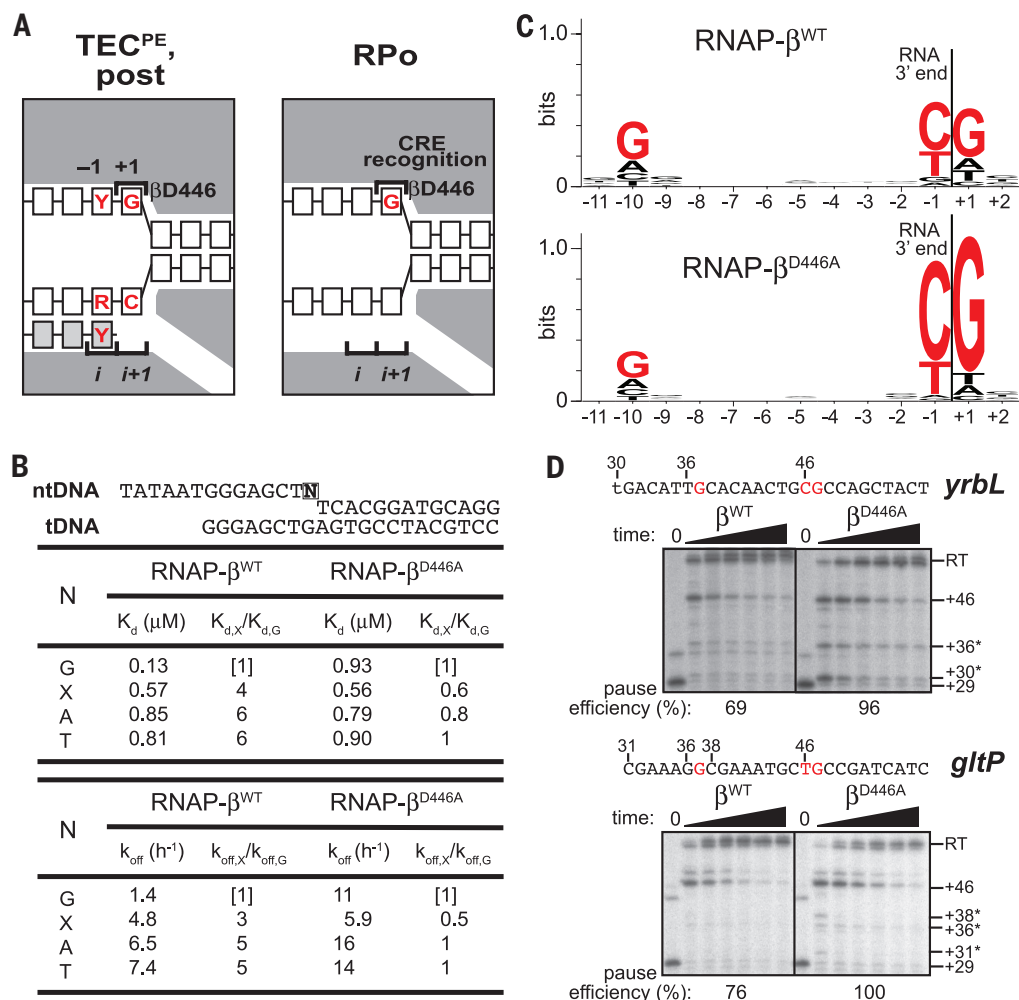 A
TEC^PE,
post
RPo
–1 +1
βD446
Y G
R C
Y
i i+1
CRE
recognition
βD446
G
i i+1
B
ntDNA TATAATGGGAGCTN
TCACGGATGCAGG
tDNA GGGAGCTGAGTGCCTACGTCC
N RNAP-β^WT RNAP-β^D446A
K_d (μM) K_d,X/K_d,G K_d (μM) K_d,X/K_d,G
G 0.13 [1] 0.93 [1]
X 0.57 4 0.56 0.6
A 0.85 6 0.79 0.8
T 0.81 6 0.90 1
N RNAP-β^WT RNAP-β^D446A
k_off (h⁻¹) k_off,X/k_off,G k_off (h⁻¹) k_off,X/k_off,G
G 1.4 [1] 11 [1]
X 4.8 3 5.9 0.5
A 6.5 5 16 1
T 7.4 5 14 1
C
RNAP-β^WT
1.0
bits
0
RNA
3' end
G A C T
C T
G A T
-11 -10 -9 -8 -7 -6 -5 -4 -3 -2 -1 +1 +2
RNAP-β^D446A
1.0
bits
0
RNA
3' end
G A C T
C T
G T A
-11 -10 -9 -8 -7 -6 -5 -4 -3 -2 -1 +1 +2
D
30 36 46
tGACATTGCACAACTGCGCCAGCTACT yrbL
β^WT β^D446A
time: 0 0
RT
+46
+36*
+30*
+29
pause
efficiency (%): 69 96
31 36 38 46
CGAAAGGCGAAATGCTGCCGATCATC gltP
β^WT β^D446A
time: 0 0
RT
+46
+38*
+36*
+31*
+29
pause
efficiency (%): 76 100